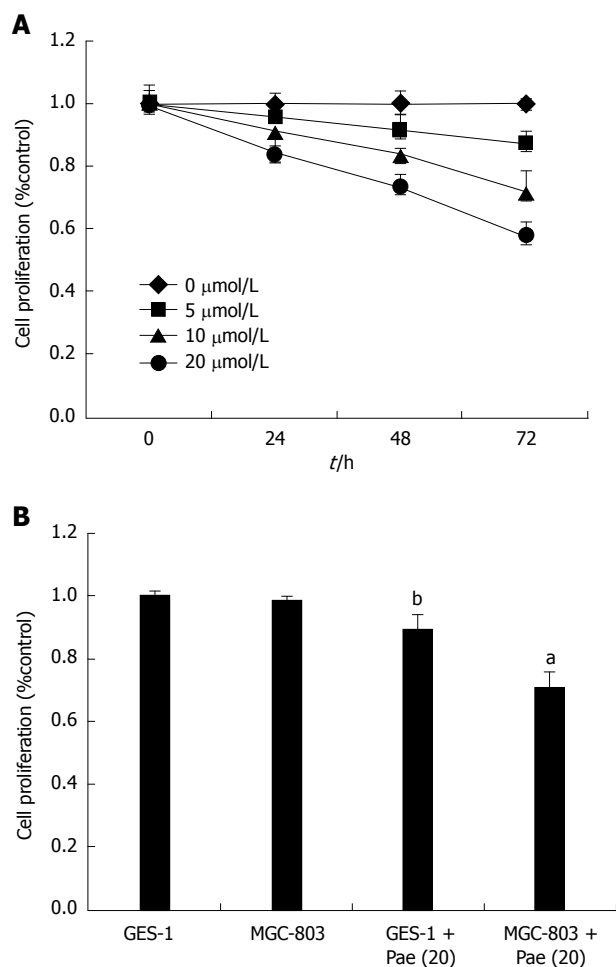 A
1.2
1.0
0.8
0.6
0.4
0.2
0.0
Cell proliferation (%control)
0 μmol/L
5 μmol/L
10 μmol/L
20 μmol/L
0 24 48 72
t/h
B
1.2
1.0
0.8
0.6
0.4
0.2
0.0
Cell proliferation (%control)
b
a
GES-1 MGC-803 GES-1 + MGC-803 +
Pae (20) Pae (20)